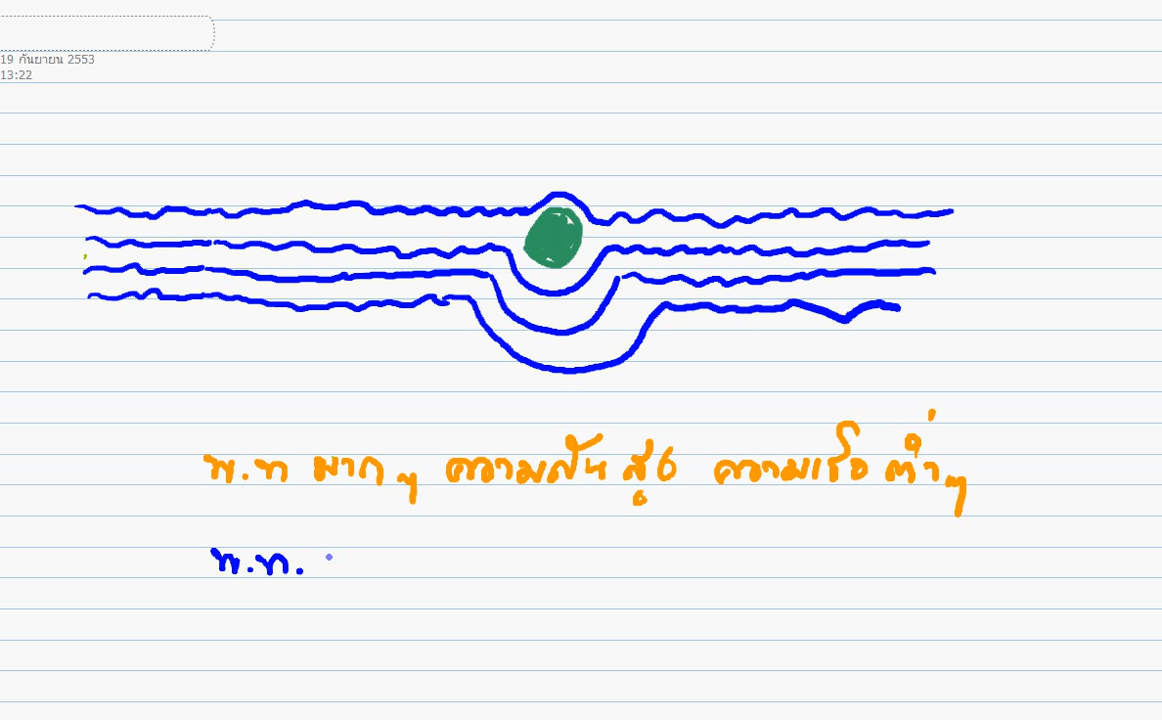 19 กันยายน 2553
13:22
พ.ท มาก ๆ ความดัน สูง ความเร็ว ต่ำ ๆ
พ.ท.